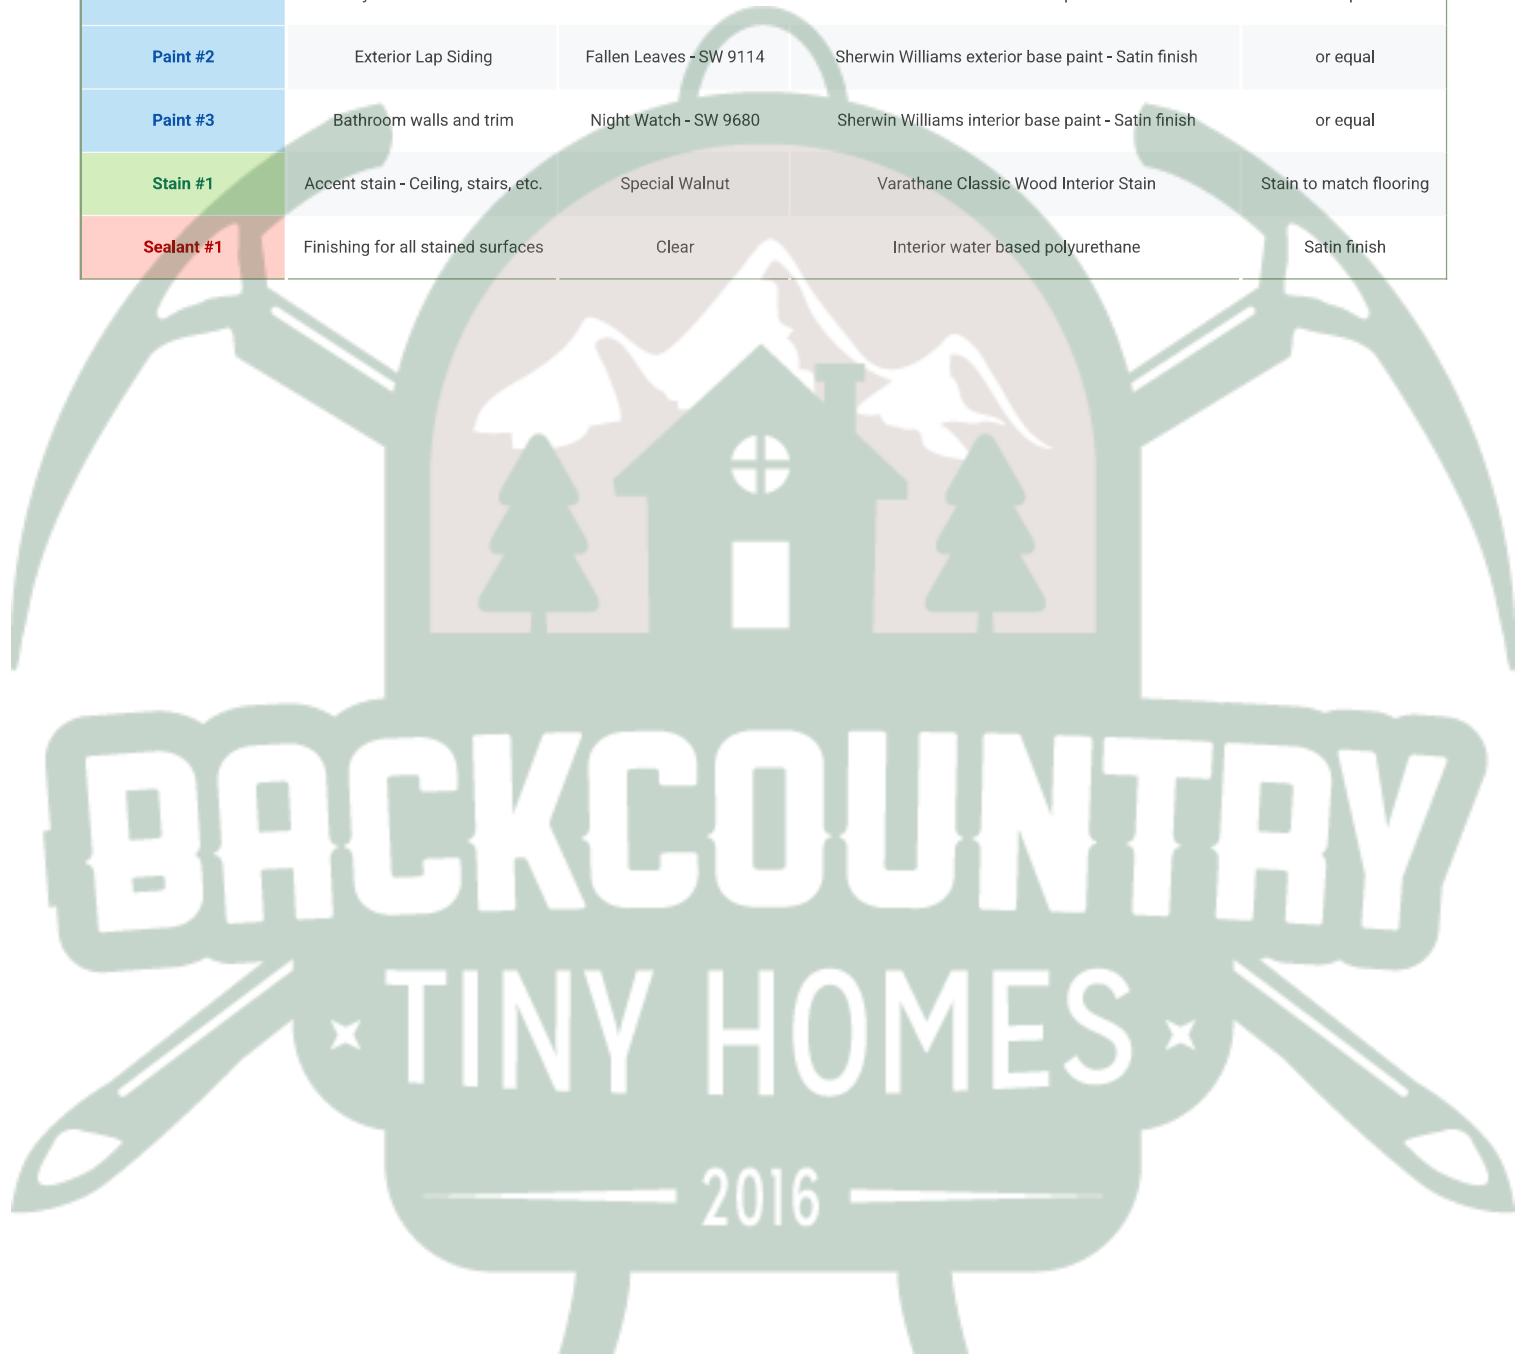 Paint #2 Exterior Lap Siding Fallen Leaves - SW 9114 Sherwin Williams exterior base paint - Satin finish or equal
Paint #3 Bathroom walls and trim Night Watch - SW 9680 Sherwin Williams interior base paint - Satin finish or equal
Stain #1 Accent stain - Ceiling, stairs, etc. Special Walnut Varathane Classic Wood Interior Stain Stain to match flooring
Sealant #1 Finishing for all stained surfaces Clear Interior water based polyurethane Satin finish
BACKCOUNTRY
TINY HOMES
2016